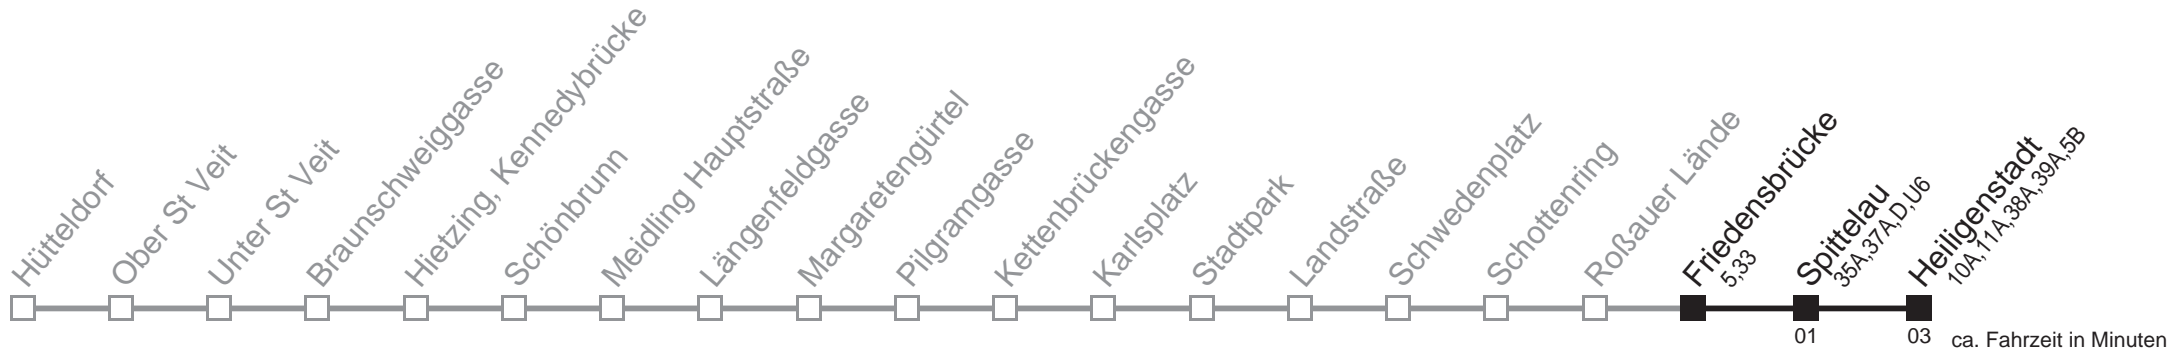 Hütteldorf
Ober St Veit
Unter St Veit
Braunschweiggasse
Hietzing, Kennedybrücke
Schönbrunn
Meidling Hauptstraße
Längenfeldgasse
Margaretengürtel
Pilgramgasse
Kettenbrückengasse
Karlsplatz
Stadtpark
Landstraße
Schwedenplatz
Schottenring
Roßauer Lände
Friedensbrücke
5,33
Spittelau
35A,37A,D,U6
Heiligenstadt
10A,11A,38A,39A,5B
01
03
ca. Fahrzeit in Minuten